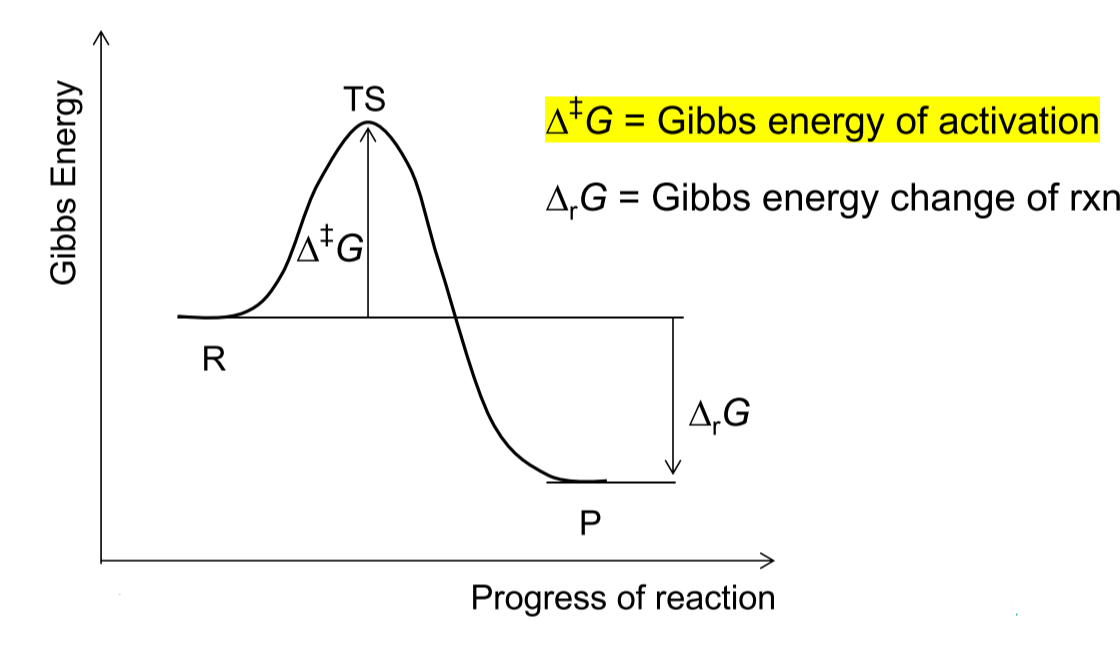 TS
Δ‡G = Gibbs energy of activation
ΔrG = Gibbs energy change of rxn
Gibbs Energy
Δ‡G
R
ΔrG
P
Progress of reaction